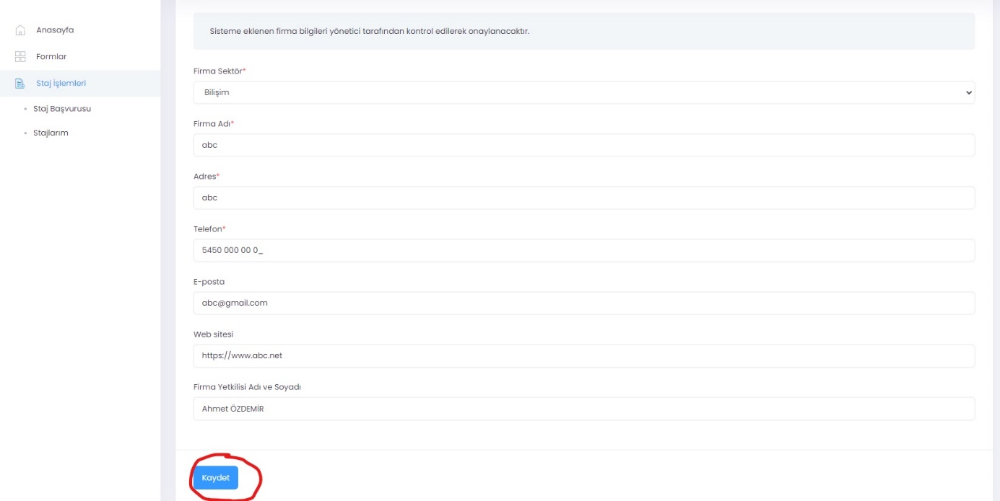 Anasayfa
Formlar
Staj İşlemleri
Staj Başvurusu
Stajlarım
Sisteme eklenen firma bilgileri yönetici tarafından kontrol edilerek onaylanacaktır.
Firma Sektör*
Bilişim
Firma Adı*
abc
Adres*
abc
Telefon*
5450 000 00 0_
E-posta
abc@gmail.com
Web sitesi
https://www.abc.net
Firma Yetkilisi Adı ve Soyadı
Ahmet ÖZDEMİR
Kaydet